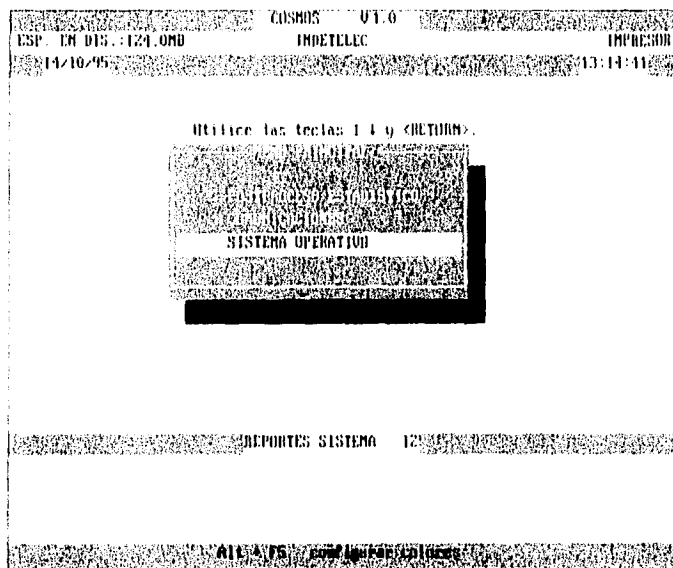 COSMOS V1.0
ESP. EN DIS.:124.0MB INDETELEC IMPRESOR
14/10/95 13:14:41
Utilice las teclas ↑ ↓ y <RETURN>.
SISTEMA OPERATIVO
REPORTES SISTEMA 12
Alt + F5 configurar colores